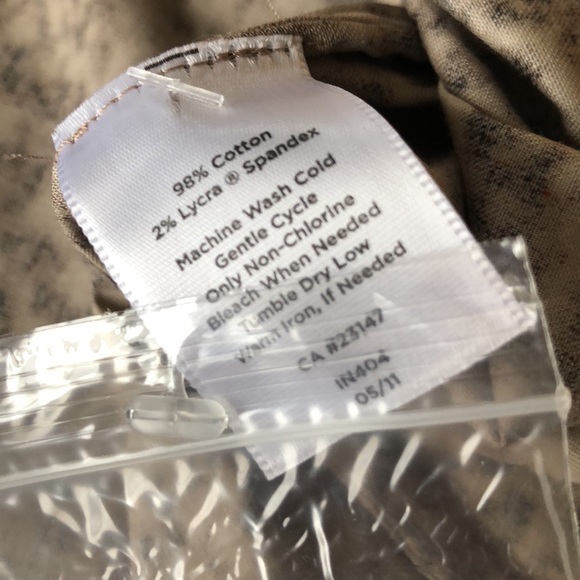 98% Cotton
2% Lycra ® Spandex
Machine Wash Cold
Gentle Cycle
Only Non-Chlorine
Bleach When Needed
Tumble Dry Low
Warm Iron, If Needed
CA #23147
IN404
05/11